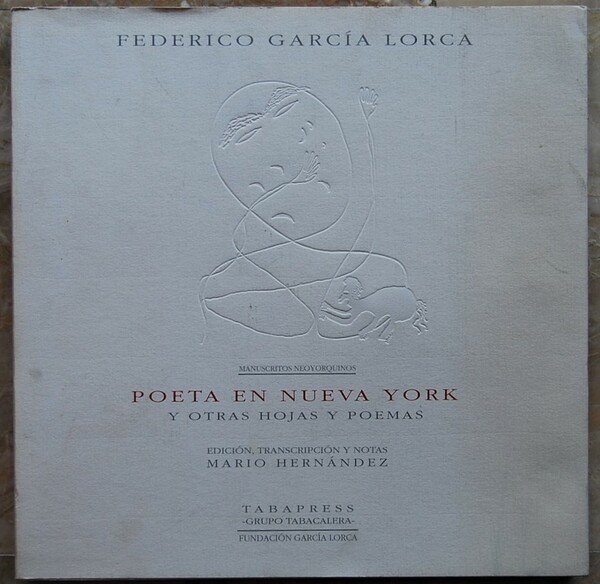 FEDERICO GARCÍA LORCA
MANUSCRITOS NEOYORQUINOS
POETA EN NUEVA YORK
Y OTRAS HOJAS Y POEMAS
EDICIÓN, TRANSCRIPCIÓN Y NOTAS
MARIO HERNÁNDEZ
TABAPRESS
-GRUPO TABACALERA-
FUNDACIÓN GARCÍA LORCA